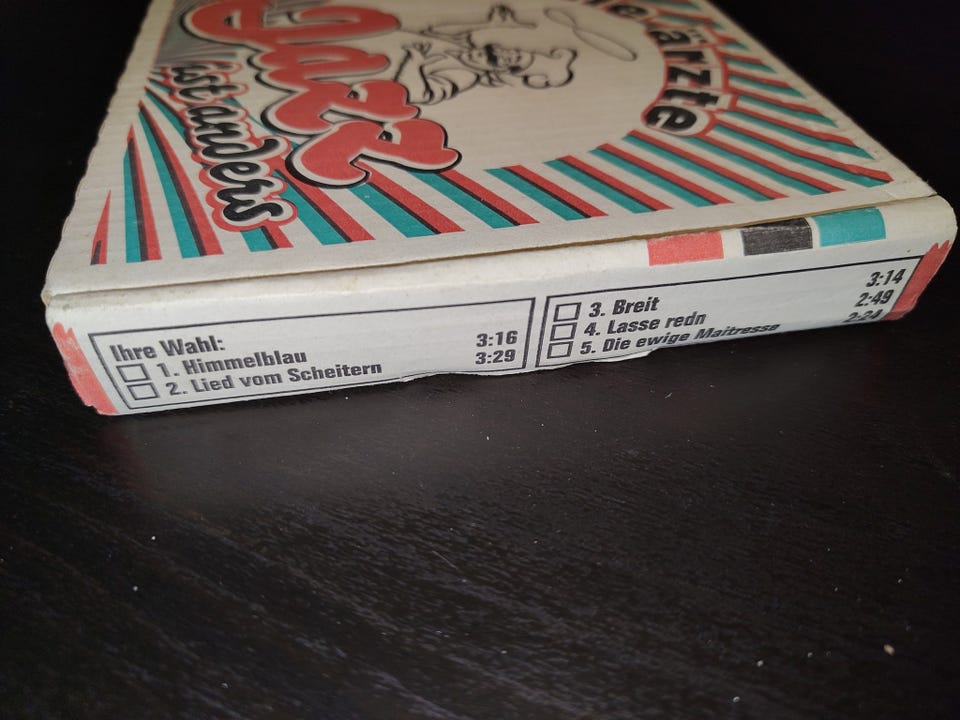 Jazz
ist anders
die ärzte
Ihre Wahl:
1. Himmelblau 3:16
2. Lied vom Scheitern 3:29
3. Breit 3:14
4. Lasse redn 2:49
5. Die ewige Maitresse 2:24